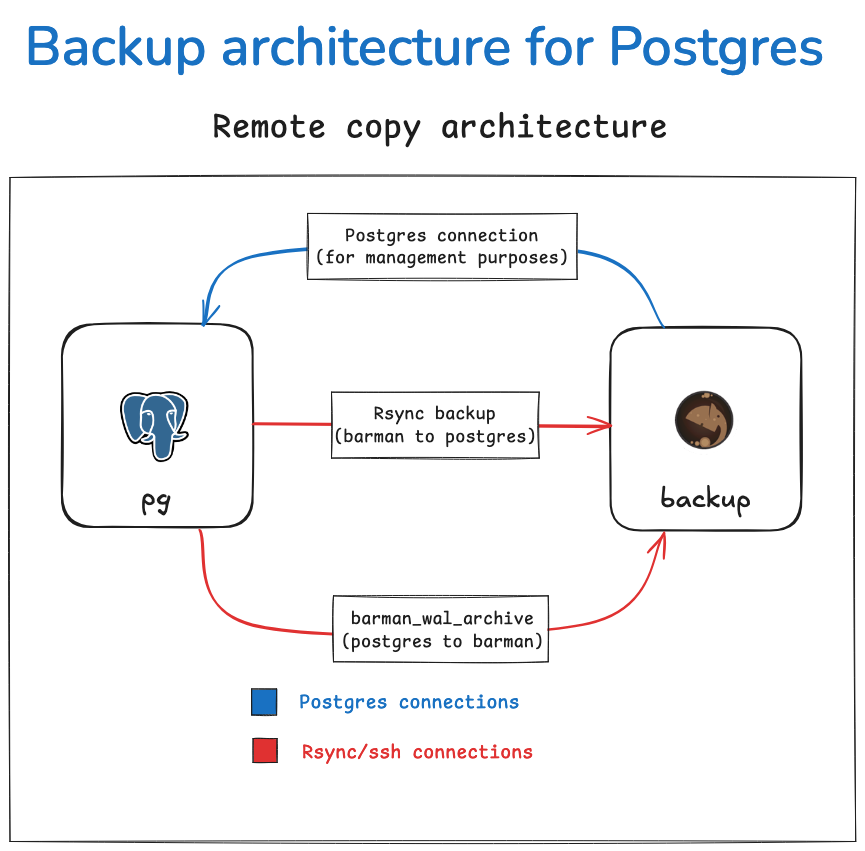 Backup architecture for Postgres
Remote copy architecture
Postgres connection
(for management purposes)
Rsync backup
(barman to postgres)
pg
backup
barman_wal_archive
(postgres to barman)
Postgres connections
Rsync/ssh connections